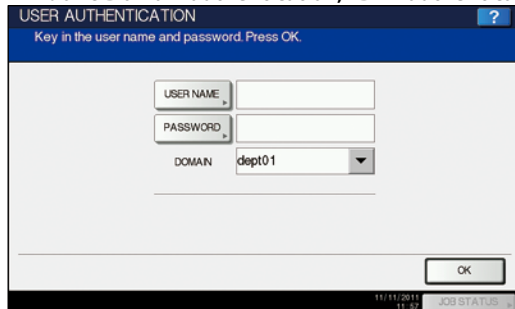 USER AUTHENTICATION
?
Key in the user name and password. Press OK.
USER NAME
PASSWORD
DOMAIN dept01
OK
11/11/2011
11:57
JOB STATUS